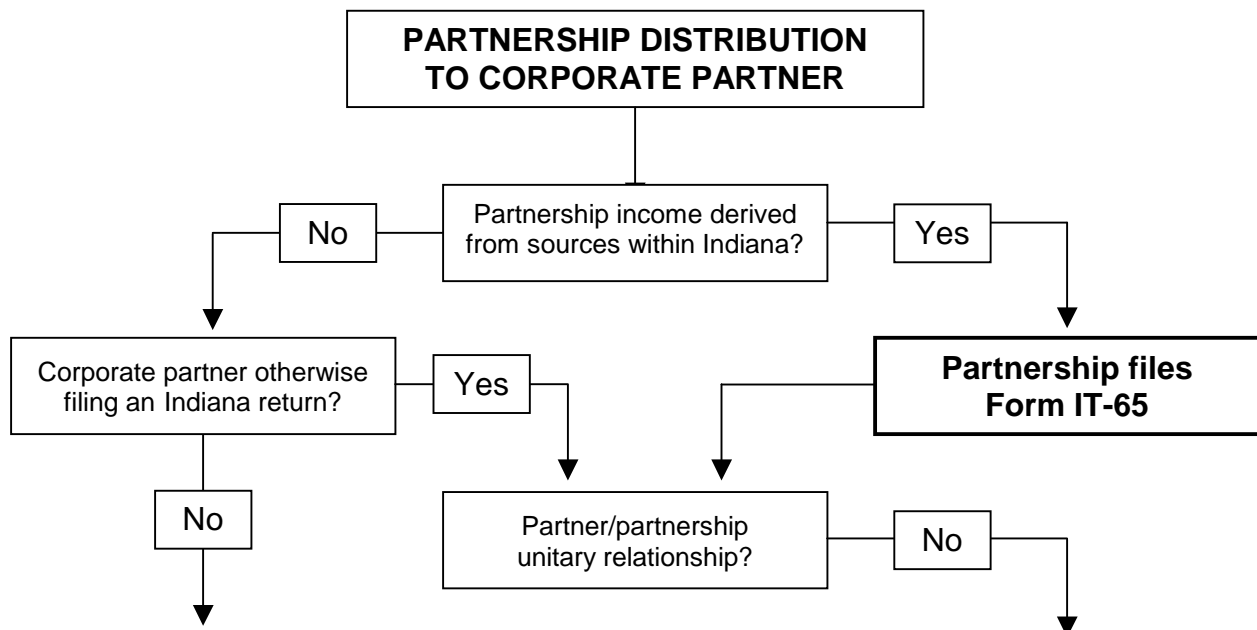 PARTNERSHIP DISTRIBUTION
TO CORPORATE PARTNER
Partnership income derived
from sources within Indiana?
No
Yes
Corporate partner otherwise
filing an Indiana return?
Yes
Partnership files
Form IT-65
No
Partner/partnership
unitary relationship?
No